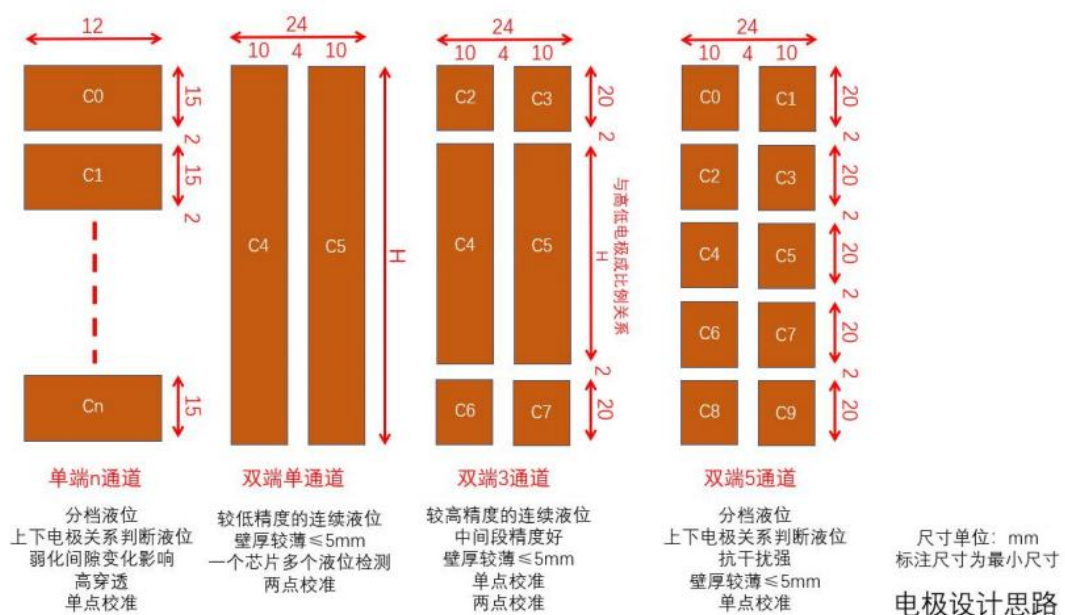 12
C0
15
2
C1
15
2
Cn
15
单端n通道
分档液位
上下电极关系判断液位
弱化间隙变化影响
高穿透
单点校准
24
10 4 10
C4 C5
H
双端单通道
较低精度的连续液位
壁厚较薄≤5mm
一个芯片多个液位检测
两点校准
24
10 4 10
C2 C3
20
2
C4 C5
H
与高低电极成比例关系
2
C6 C7
20
双端3通道
较高精度的连续液位
中间段精度好
壁厚较薄≤5mm
单点校准
两点校准
24
10 4 10
C0 C1
20
2
C2 C3
20
2
C4 C5
20
2
C6 C7
20
2
C8 C9
20
双端5通道
分档液位
上下电极关系判断液位
抗干扰强
壁厚较薄≤5mm
单点校准
尺寸单位：mm
标注尺寸为最小尺寸
电极设计思路